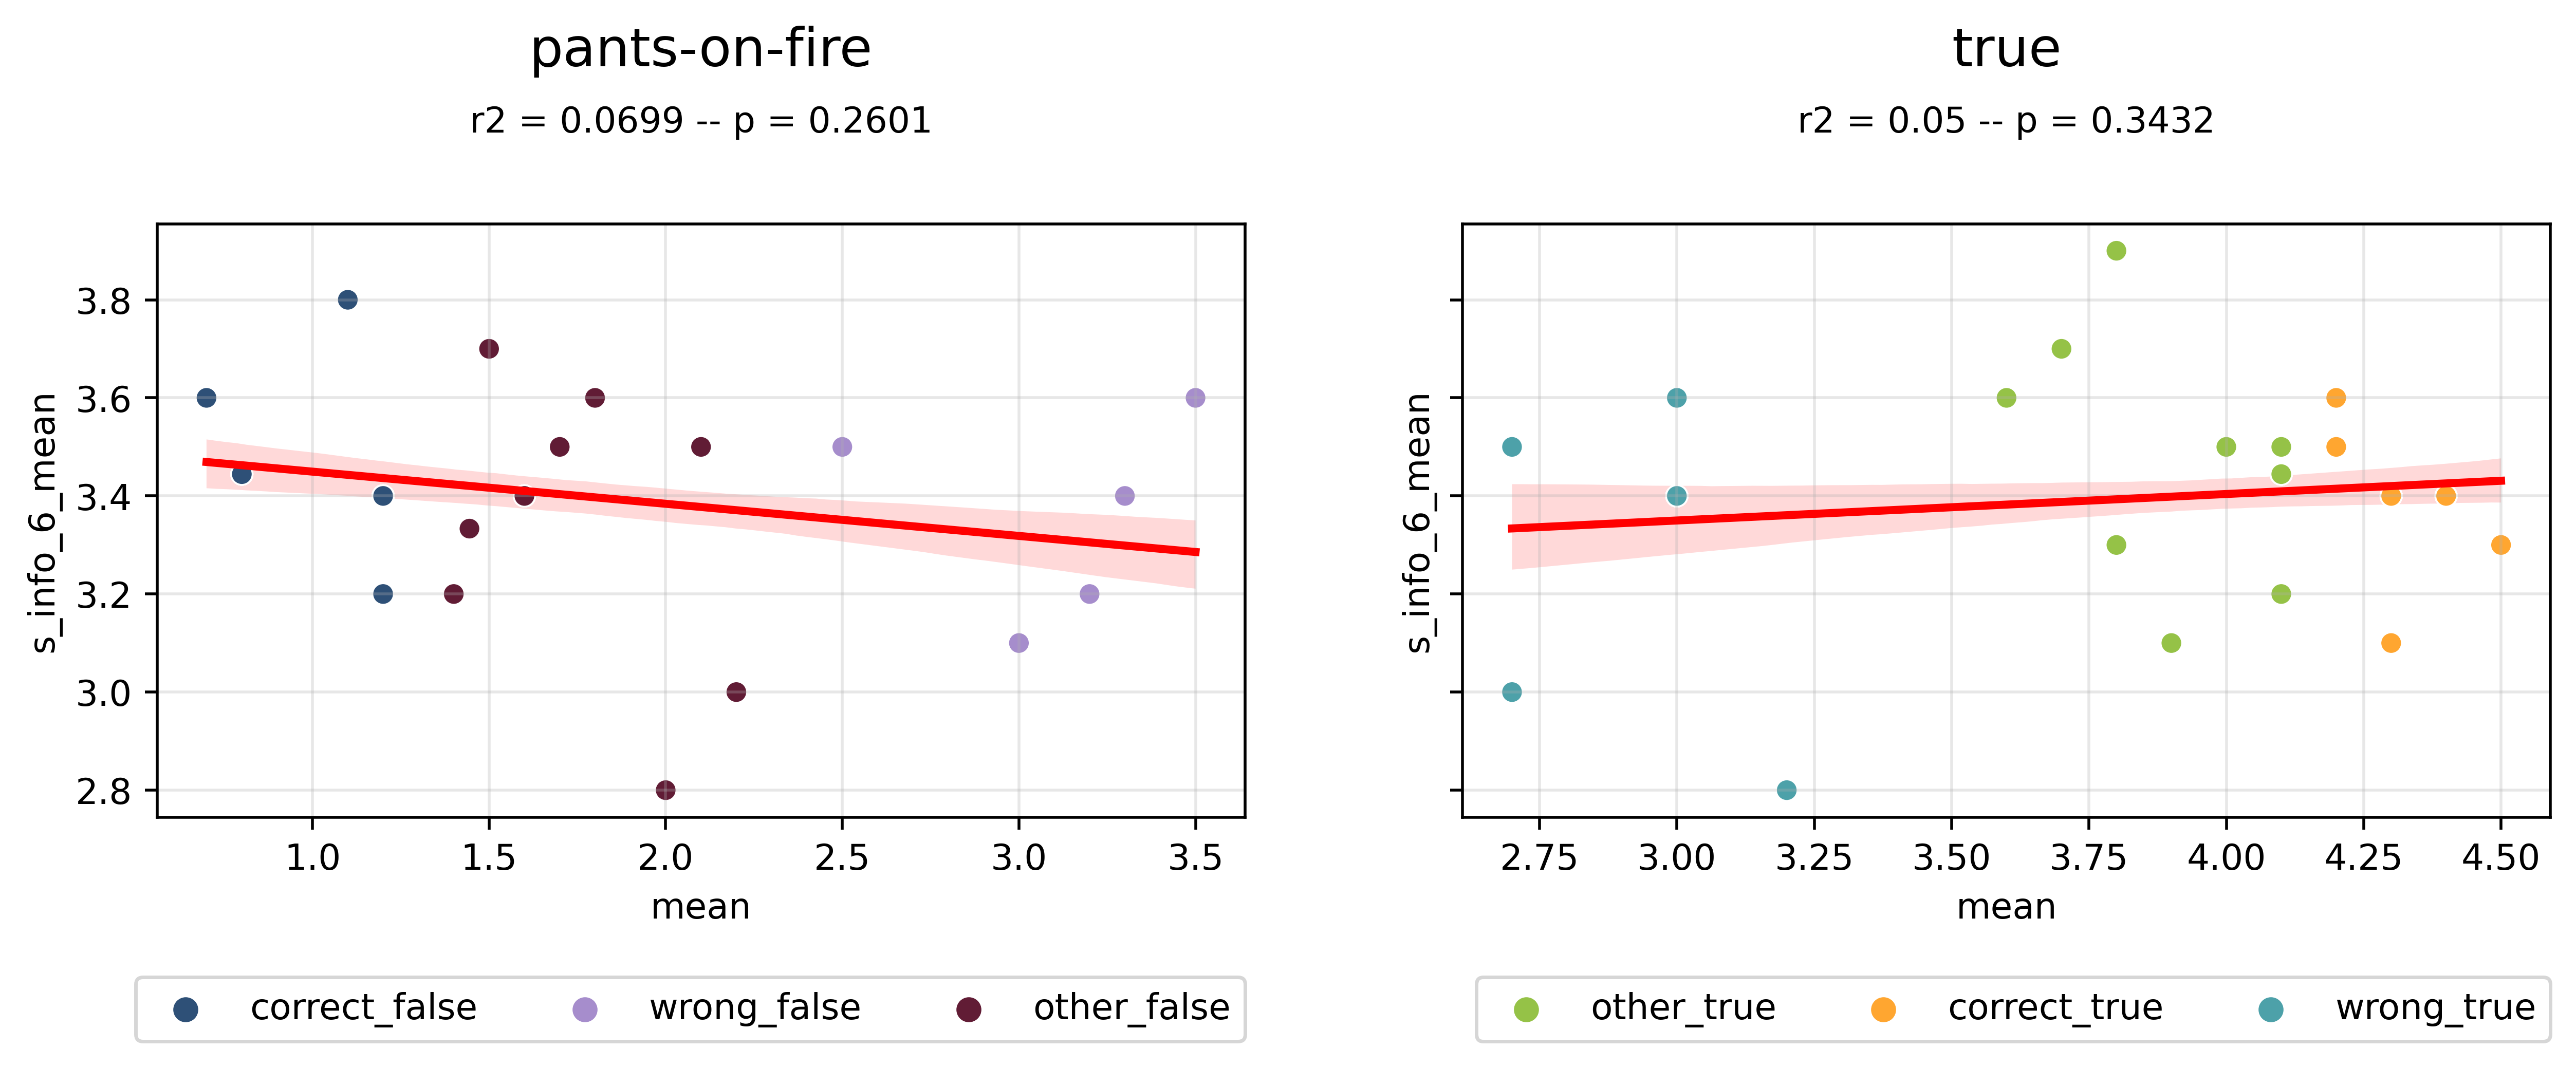 pants-on-fire
r2 = 0.0699 -- p = 0.2601
s_info_6_mean
3.8
3.6
3.4
3.2
3.0
2.8
1.0 1.5 2.0 2.5 3.0 3.5
mean
correct_false wrong_false other_false
true
r2 = 0.05 -- p = 0.3432
s_info_6_mean
2.75 3.00 3.25 3.50 3.75 4.00 4.25 4.50
mean
other_true correct_true wrong_true